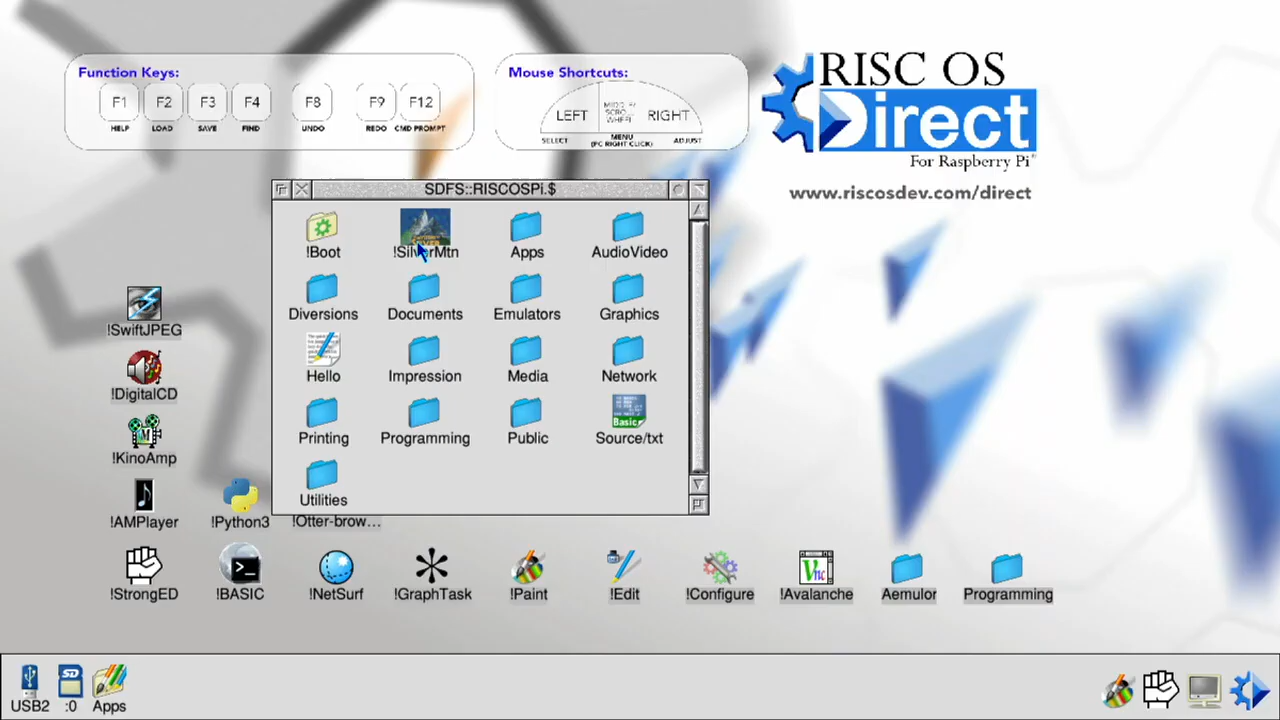 Function Keys:
F1 F2 F3 F4 F8 F9 F12
HELP LOAD SAVE FIND UNDO REDO CMD PROMPT
Mouse Shortcuts:
LEFT RIGHT
SELECT MENU ADJUST
(PC RIGHT CLICK)
RISC OS
Direct
For Raspberry Pi
www.riscosdev.com/direct
SDFS::RISCOSPi.$
!Boot !SilverMtn Apps AudioVideo
Diversions Documents Emulators Graphics
Hello Impression Media Network
Basic
Printing Programming Public Source/txt
Utilities
!SwiftJPEG
!DigitalCD
!KinoAmp
!AMPlayer !Python3 !Otter-brow...
!StrongED !BASIC !NetSurf !GraphTask !Paint !Edit !Configure !Avalanche Aemulor Programming
SD
USB2 :0 Apps